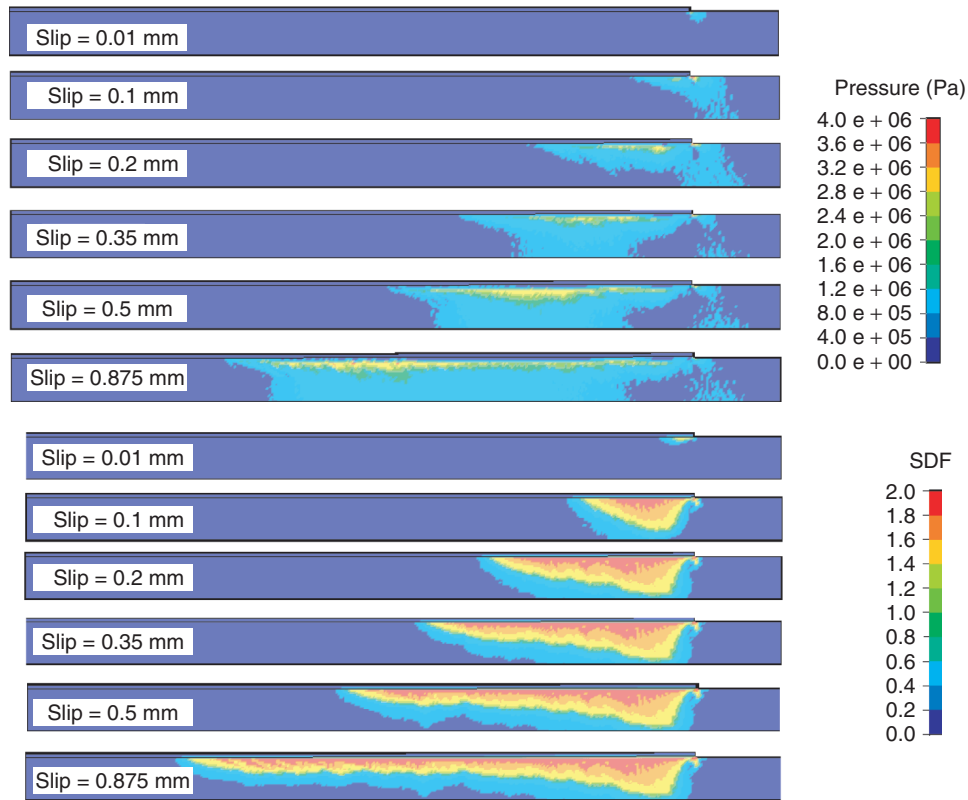 Slip = 0.01 mm
Slip = 0.1 mm
Slip = 0.2 mm
Slip = 0.35 mm
Slip = 0.5 mm
Slip = 0.875 mm
Pressure (Pa)
4.0 e + 06
3.6 e + 06
3.2 e + 06
2.8 e + 06
2.4 e + 06
2.0 e + 06
1.6 e + 06
1.2 e + 06
8.0 e + 05
4.0 e + 05
0.0 e + 00
Slip = 0.01 mm
Slip = 0.1 mm
Slip = 0.2 mm
Slip = 0.35 mm
Slip = 0.5 mm
Slip = 0.875 mm
SDF
2.0
1.8
1.6
1.4
1.2
1.0
0.8
0.6
0.4
0.2
0.0